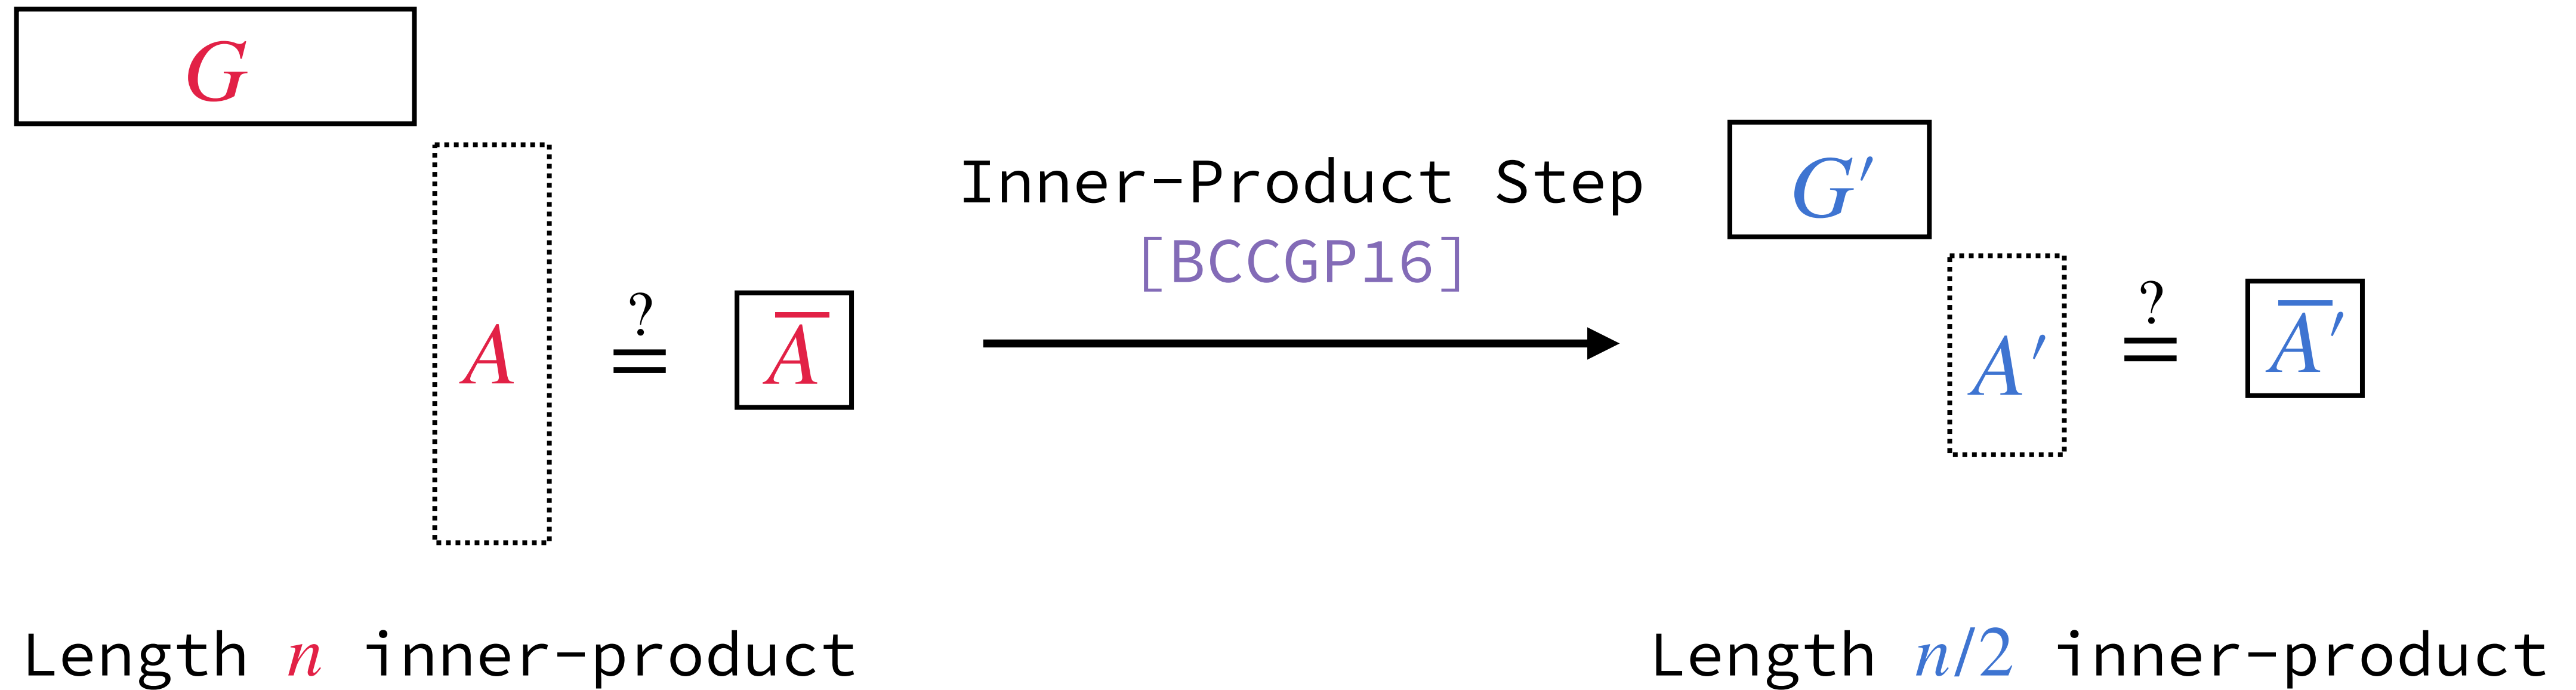 G
A
?
=
A̅
Inner-Product Step
[BCCGP16]
G′
A′
?
=
A̅′
Length n inner-product
Length n/2 inner-product